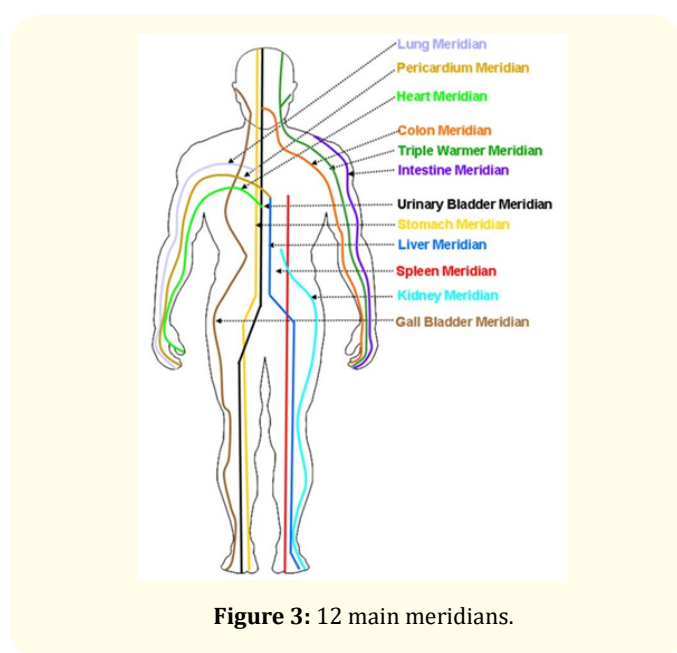 Lung Meridian
Pericardium Meridian
Heart Meridian
Colon Meridian
Triple Warmer Meridian
Intestine Meridian
Urinary Bladder Meridian
Stomach Meridian
Liver Meridian
Spleen Meridian
Kidney Meridian
Gall Bladder Meridian
Figure 3: 12 main meridians.